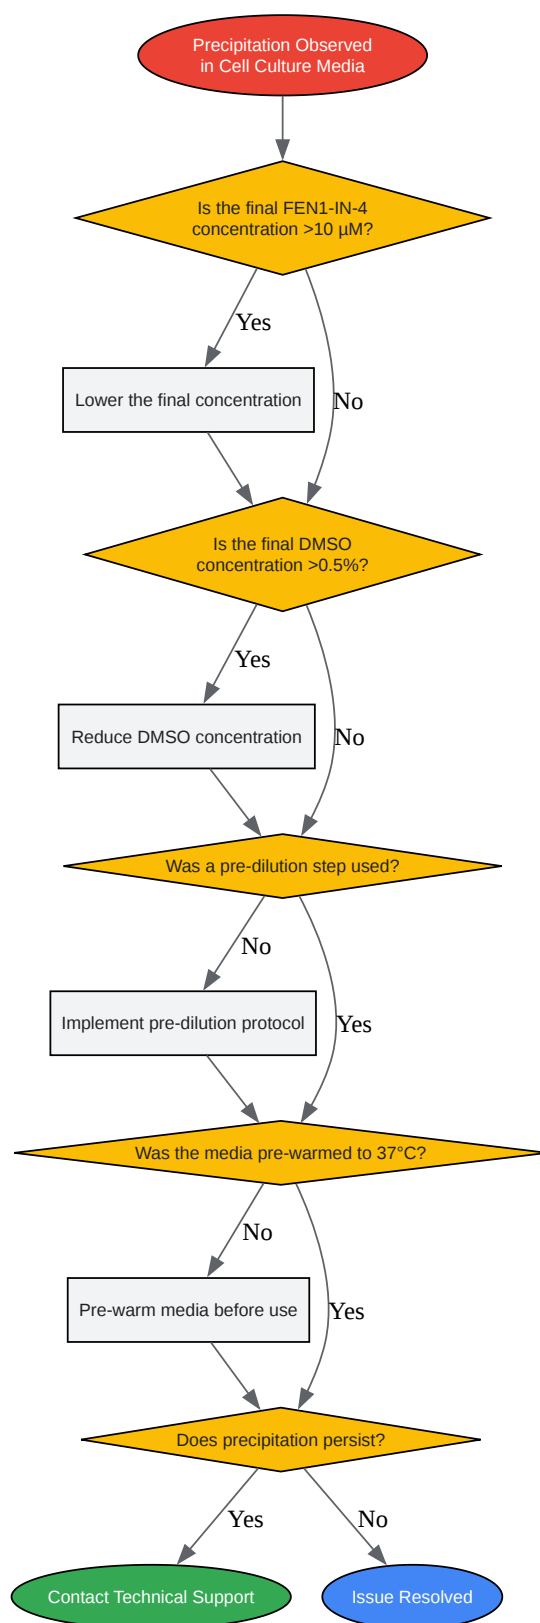 Precipitation Observed
in Cell Culture Media
Is the final FEN1-IN-4
concentration >10 µM?
Yes
Lower the final concentration
No
Is the final DMSO
concentration >0.5%?
Yes
Reduce DMSO concentration
No
Was a pre-dilution step used?
No
Implement pre-dilution protocol
Yes
Was the media pre-warmed to 37°C?
No
Pre-warm media before use
Yes
Does precipitation persist?
Yes
No
Contact Technical Support
Issue Resolved